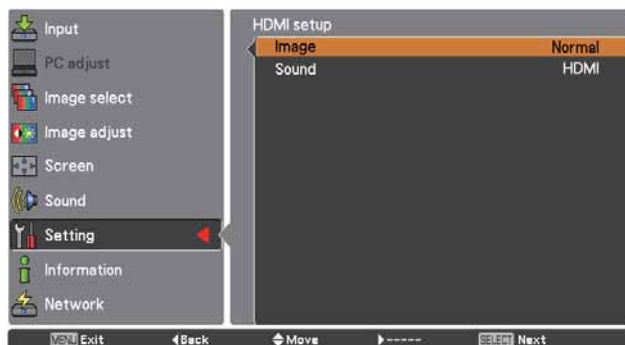 Input
PC adjust
Image select
Image adjust
Screen
Sound
Setting
Information
Network
HDMI setup
Image Normal
Sound HDMI
MENU Exit Back Move ----- SELECT Next